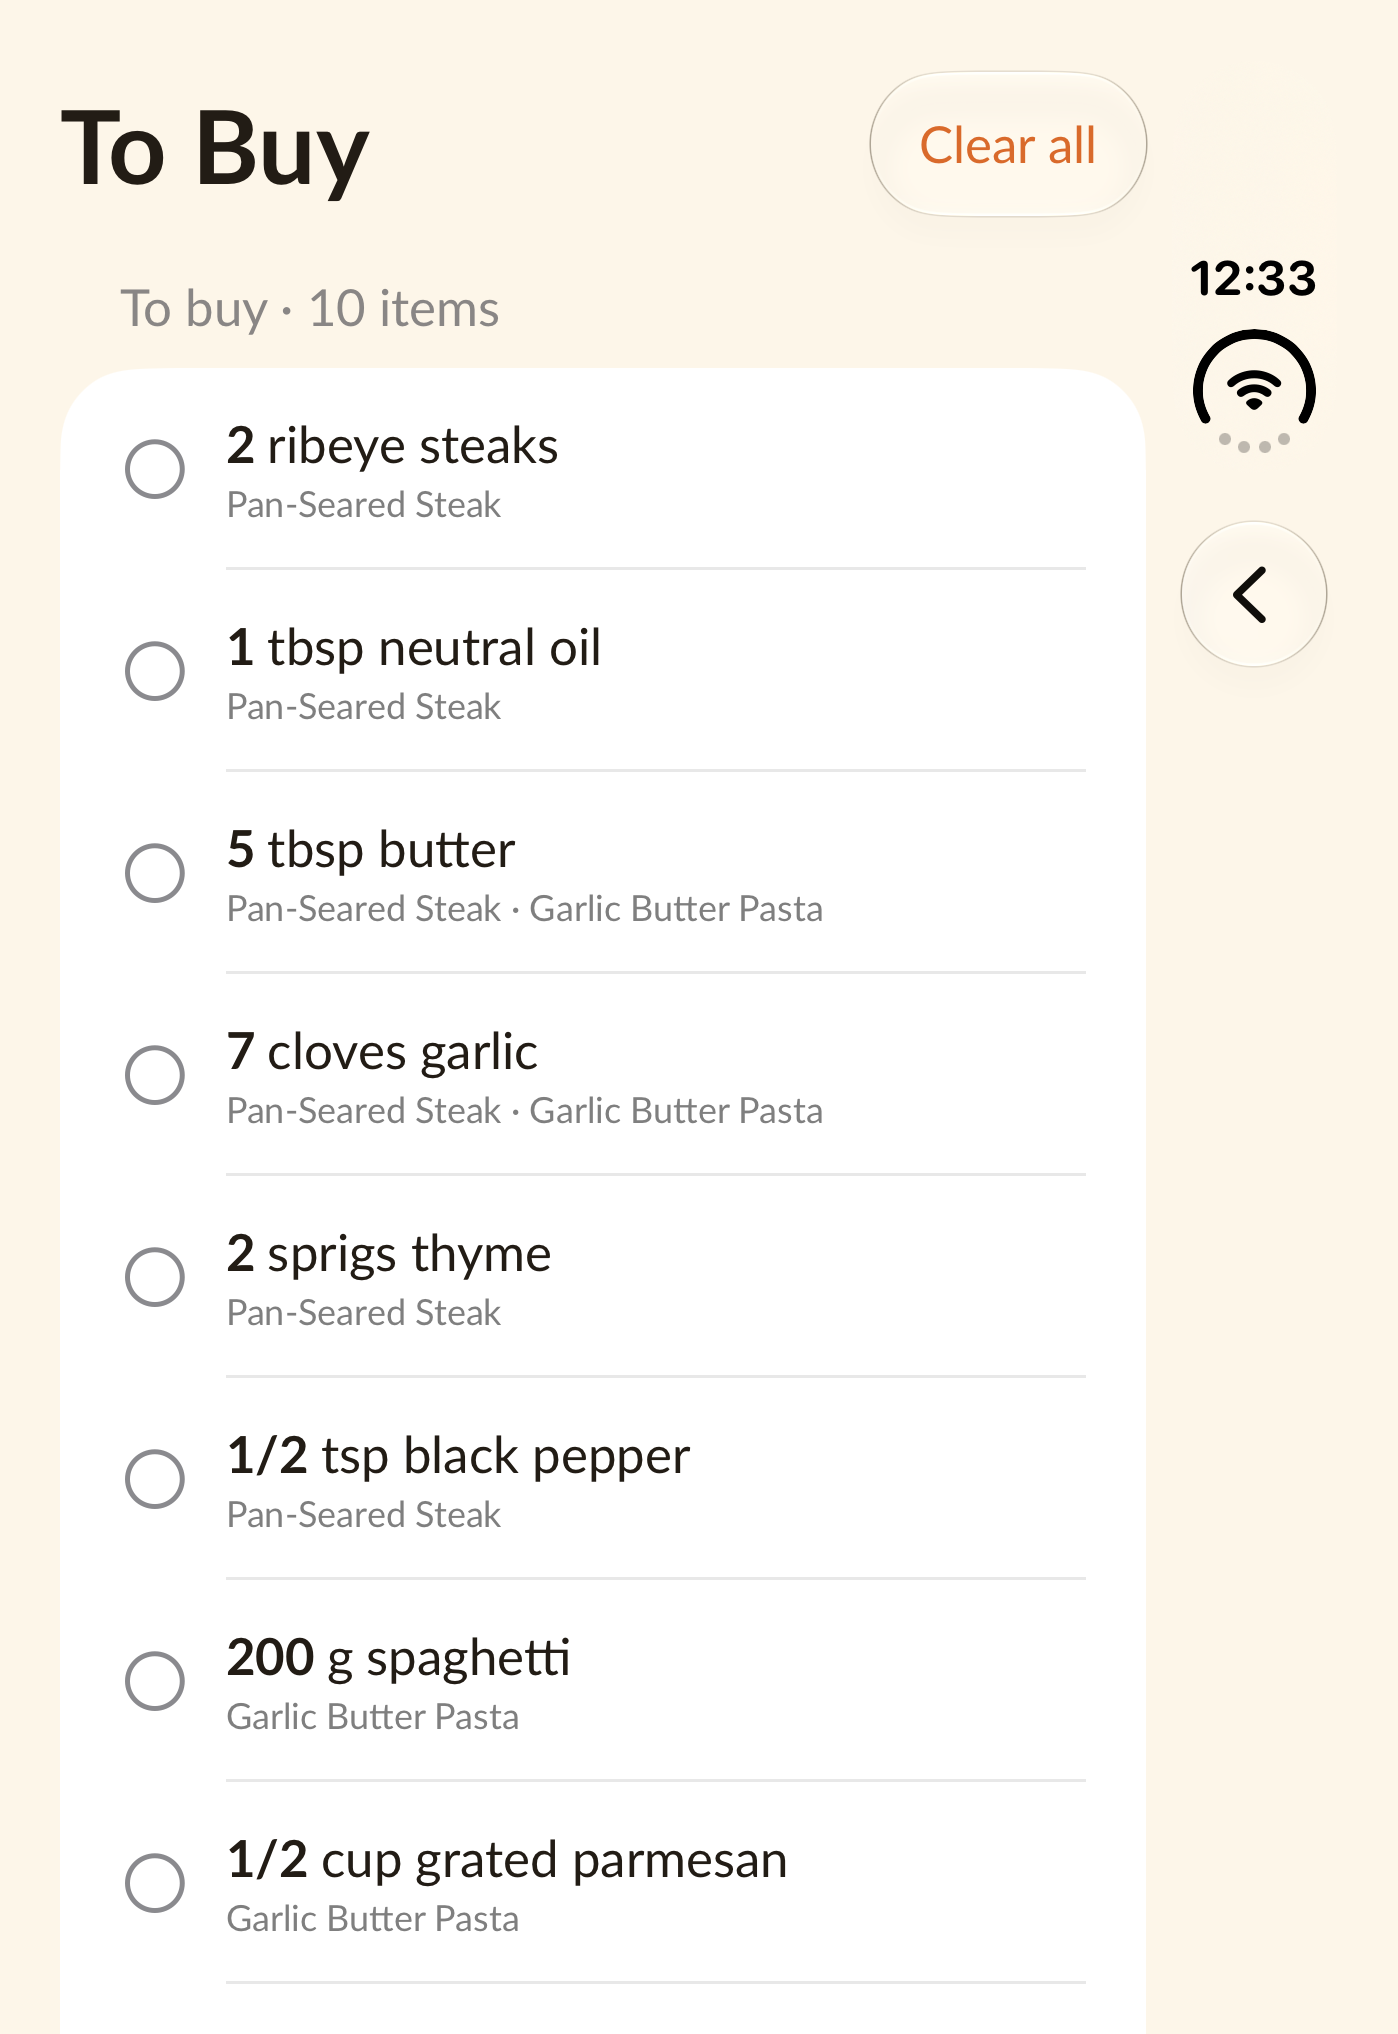 To Buy
Clear all
12:33
To buy · 10 items
2 ribeye steaks
Pan-Seared Steak
1 tbsp neutral oil
Pan-Seared Steak
5 tbsp butter
Pan-Seared Steak · Garlic Butter Pasta
7 cloves garlic
Pan-Seared Steak · Garlic Butter Pasta
2 sprigs thyme
Pan-Seared Steak
1/2 tsp black pepper
Pan-Seared Steak
200 g spaghetti
Garlic Butter Pasta
1/2 cup grated parmesan
Garlic Butter Pasta